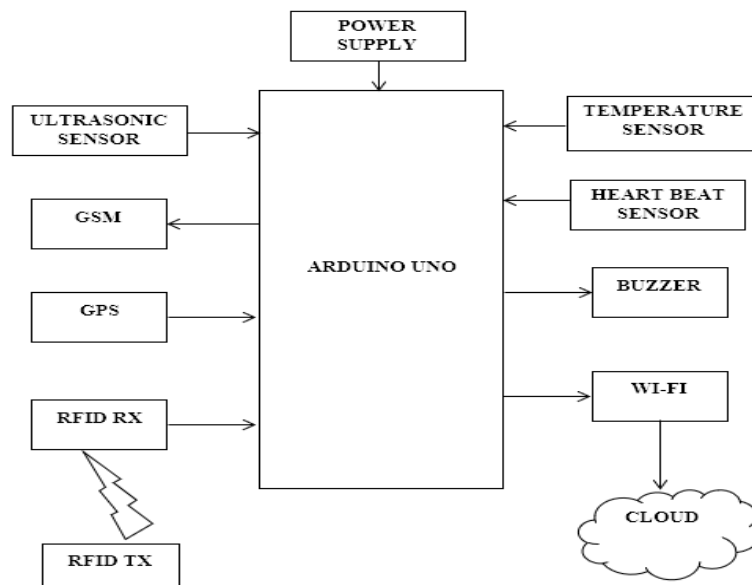 POWER
SUPPLY
ULTRASONIC
SENSOR
TEMPERATURE
SENSOR
GSM
HEART BEAT
SENSOR
ARDUINO UNO
GPS
BUZZER
RFID RX
WI-FI
CLOUD
RFID TX